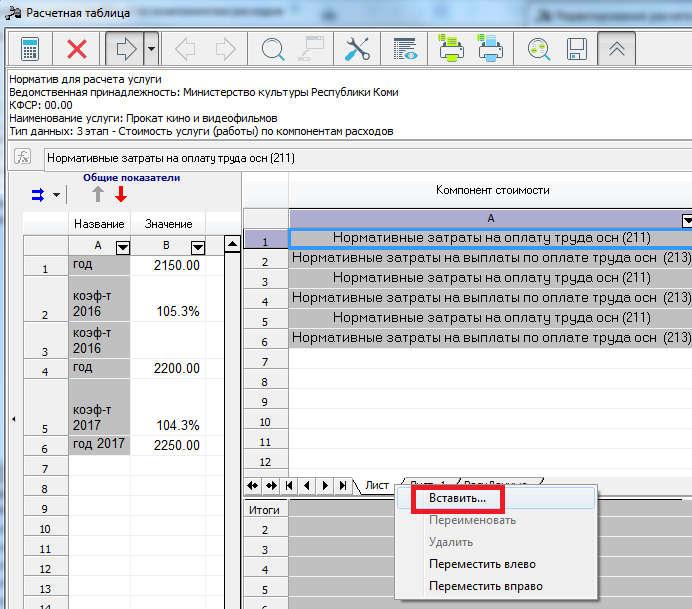 Расчетная таблица
Норматив для расчета услуги
Ведомственная принадлежность: Министерство культуры Республики Коми
КФСР: 00.00
Наименование услуги: Прокат кино и видеофильмов
Тип данных: 3 этап - Стоимость услуги (работы) по компонентам расходов
fx Нормативные затраты на оплату труда осн (211)
Общие показатели
Название Значение
A B
1 год 2150.00
2 коэф-т 2016 105.3%
3 коэф-т 2016
4 год 2200.00
5 коэф-т 2017 104.3%
6 год 2017 2250.00
7
8
9
10
11
12
13
Компонент стоимости
A
1 Нормативные затраты на оплату труда осн (211)
2 Нормативные затраты на выплаты по оплате труда осн (213)
3 Нормативные затраты на оплату труда осн (211)
4 Нормативные затраты на выплаты по оплате труда осн (213)
5 Нормативные затраты на оплату труда осн (211)
6 Нормативные затраты на выплаты по оплате труда осн (213)
7
8
9
10
11
12
Лист
Итоги
2
3
4
5
Вставить...
Переименовать
Удалить
Переместить влево
Переместить вправо